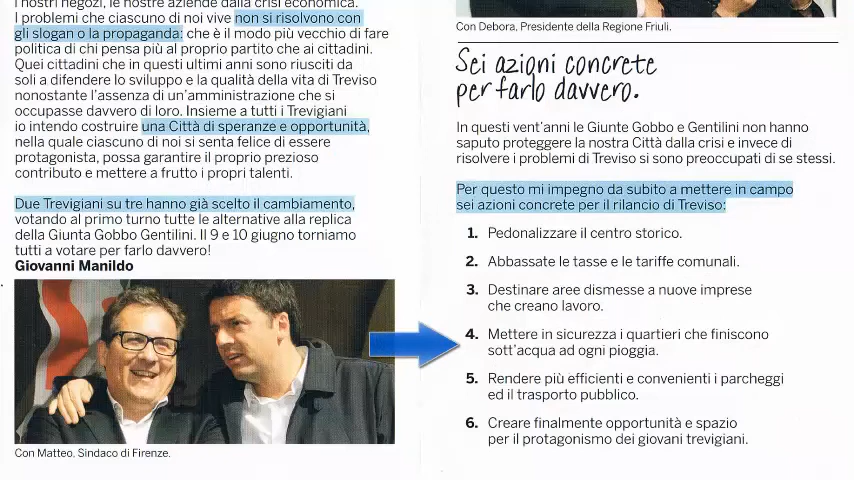 i nostri negozi, le nostre aziende dalla crisi economica.
I problemi che ciascuno di noi vive non si risolvono con
gli slogan o la propaganda: che è il modo più vecchio di fare
politica di chi pensa più al proprio partito che ai cittadini.
Quei cittadini che in questi ultimi anni sono riusciti da
soli a difendere lo sviluppo e la qualità della vita di Treviso
nonostante l'assenza di un'amministrazione che si
occupasse davvero di loro. Insieme a tutti i Trevigiani
io intendo costruire una Città di speranze e opportunità,
nella quale ciascuno di noi si senta felice di essere
protagonista, possa garantire il proprio prezioso
contributo e mettere a frutto i propri talenti.
Due Trevigiani su tre hanno già scelto il cambiamento,
votando al primo turno tutte le alternative alla replica
della Giunta Gobbo Gentilini. Il 9 e 10 giugno torniamo
tutti a votare per farlo davvero!
Giovanni Manildo
Con Matteo, Sindaco di Firenze.
Con Debora, Presidente della Regione Friuli.
Sei azioni concrete
per farlo davvero.
In questi vent'anni le Giunte Gobbo e Gentilini non hanno
saputo proteggere la nostra Città dalla crisi e invece di
risolvere i problemi di Treviso si sono preoccupati di se stessi.
Per questo mi impegno da subito a mettere in campo
sei azioni concrete per il rilancio di Treviso:
1. Pedonalizzare il centro storico.
2. Abbassate le tasse e le tariffe comunali.
3. Destinare aree dismesse a nuove imprese
che creano lavoro.
4. Mettere in sicurezza i quartieri che finiscono
sott'acqua ad ogni pioggia.
5. Rendere più efficienti e convenienti i parcheggi
ed il trasporto pubblico.
6. Creare finalmente opportunità e spazio
per il protagonismo dei giovani trevigiani.